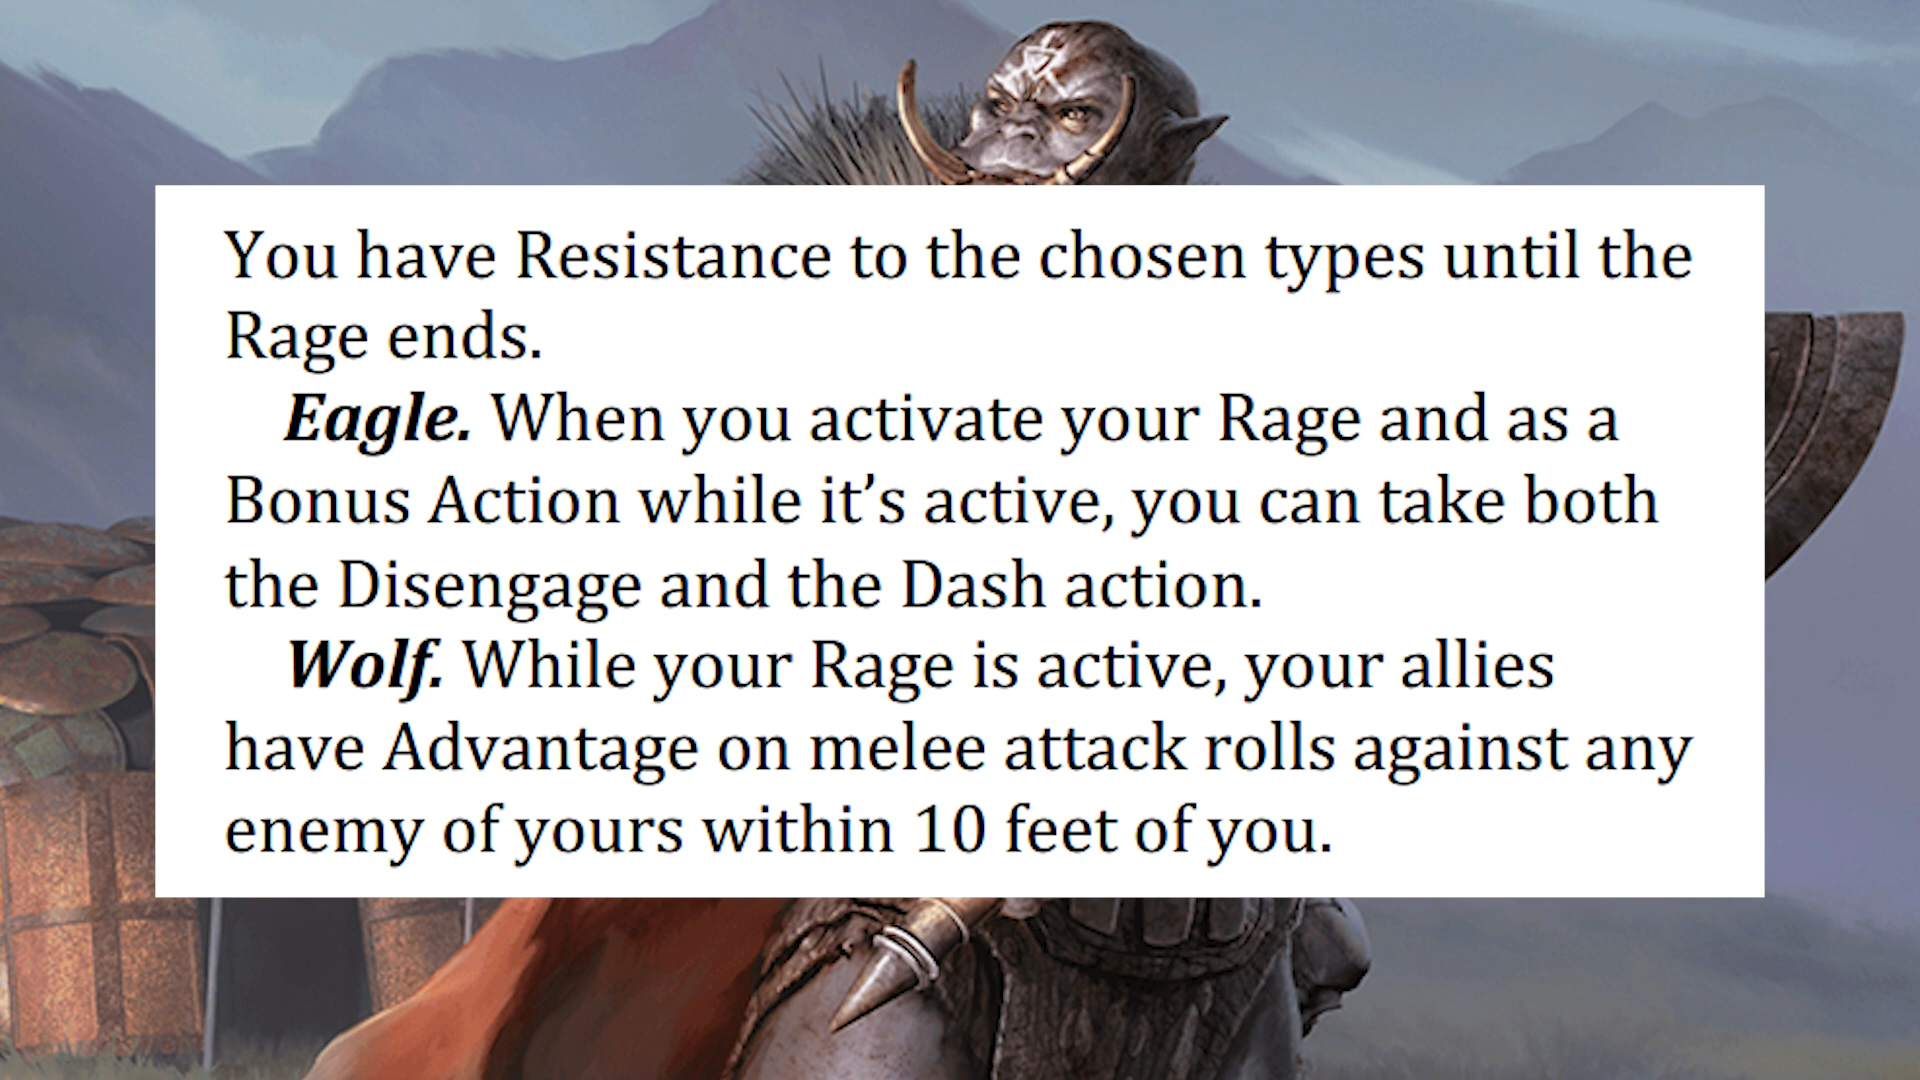 You have Resistance to the chosen types until the
Rage ends.
Eagle. When you activate your Rage and as a
Bonus Action while it’s active, you can take both
the Disengage and the Dash action.
Wolf. While your Rage is active, your allies
have Advantage on melee attack rolls against any
enemy of yours within 10 feet of you.